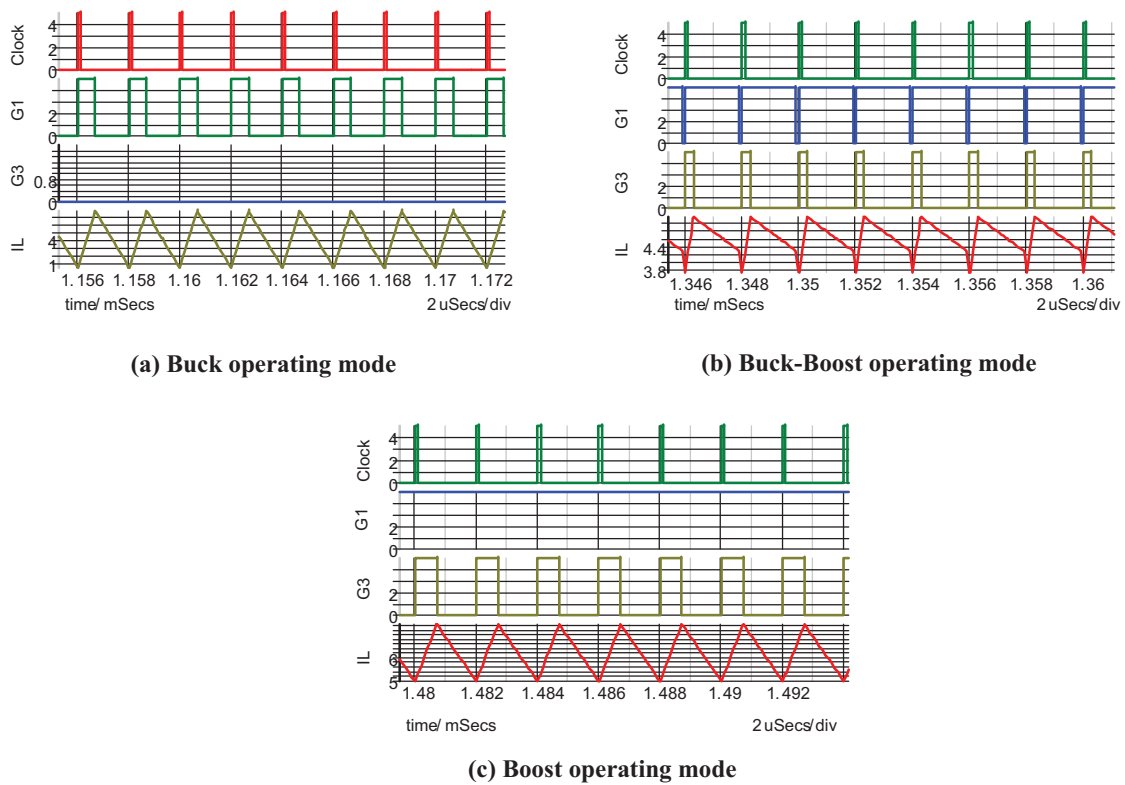 Clock
4
2
0
G1
2
0
G3
0.8
0
IL
4
1
1.156 1.158 1.16 1.162 1.164 1.166 1.168 1.17 1.172
time/ mSecs 2 uSecs/div
(a) Buck operating mode
Clock
4
2
0
G1
2
0
G3
2
0
IL
4.4
3.8
1.346 1.348 1.35 1.352 1.354 1.356 1.358 1.36
time/ mSecs 2 uSecs/div
(b) Buck-Boost operating mode
Clock
4
2
0
G1
2
0
G3
2
0
IL
6
5
1.48 1.482 1.484 1.486 1.488 1.49 1.492
time/ mSecs 2 uSecs/div
(c) Boost operating mode